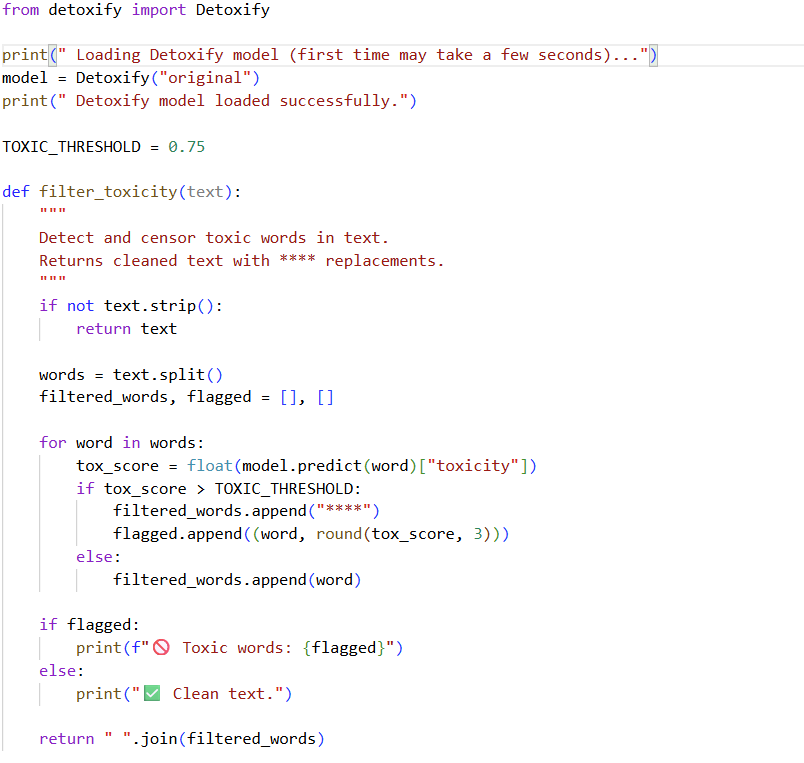 from detoxify import Detoxify
print(" Loading Detoxify model (first time may take a few seconds)...")
model = Detoxify("original")
print(" Detoxify model loaded successfully.")
TOXIC_THRESHOLD = 0.75
def filter_toxicity(text):
    """
    Detect and censor toxic words in text.
    Returns cleaned text with **** replacements.
    """
    if not text.strip():
        return text
    words = text.split()
    filtered_words, flagged = [], []
    for word in words:
        tox_score = float(model.predict(word)["toxicity"])
        if tox_score > TOXIC_THRESHOLD:
            filtered_words.append("****")
            flagged.append((word, round(tox_score, 3)))
        else:
            filtered_words.append(word)
    if flagged:
        print(f"🚫 Toxic words: {flagged}")
    else:
        print("✅ Clean text.")
    return " ".join(filtered_words)